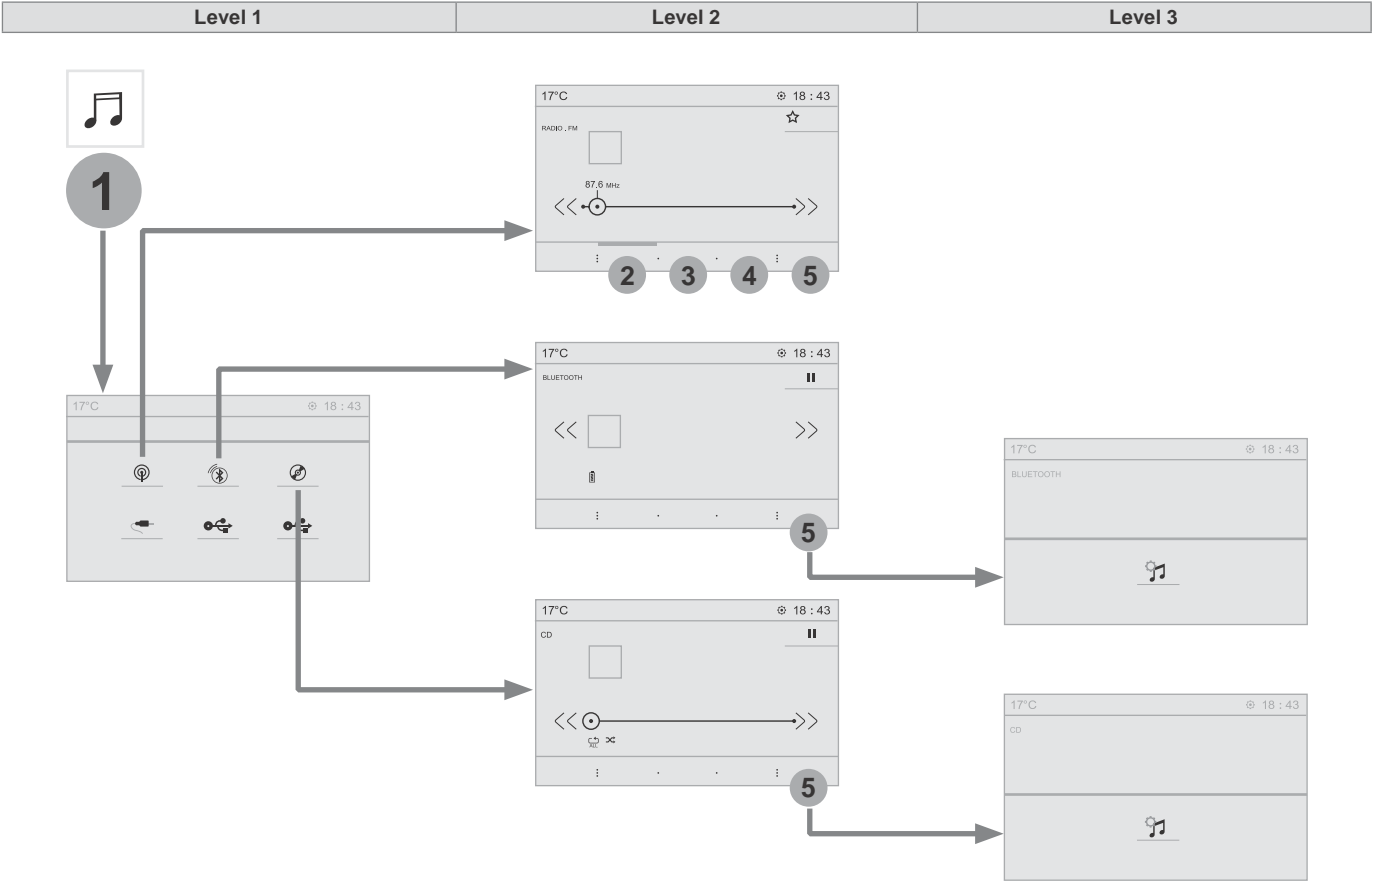 Level 1 Level 2 Level 3
1
17°C 18 : 43
17°C 18 : 43
RADIO . FM
87.6 MHz
2 3 4 5
17°C 18 : 43
BLUETOOTH
5
17°C 18 : 43
CD
ALL
5
17°C 18 : 43
BLUETOOTH
17°C 18 : 43
CD